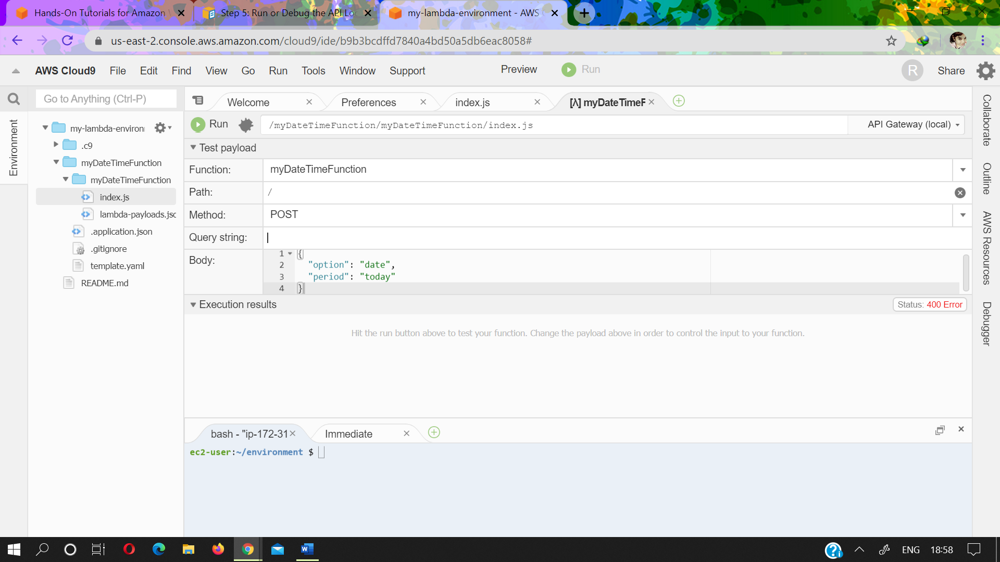 Hands-On Tutorials for Amazon
Step 5: Run or Debug the API Lo
my-lambda-environment - AWS
us-east-2.console.aws.amazon.com/cloud9/ide/b9b3bcdffd7840a4bd50a5db6eac8058#
AWS Cloud9 File Edit Find View Go Run Tools Window Support Preview Run R Share
Go to Anything (Ctrl-P)
Welcome Preferences index.js [λ] myDateTimeF
Run /myDateTimeFunction/myDateTimeFunction/index.js API Gateway (local)
Environment
my-lambda-environ
.c9
myDateTimeFunction
myDateTimeFunction
index.js
lambda-payloads.jsc
.application.json
.gitignore
template.yaml
README.md
Test payload
Function: myDateTimeFunction
Path: /
Method: POST
Query string:
Body:
1 {
2 "option": "date",
3 "period": "today"
4 }
Execution results Status: 400 Error
Hit the run button above to test your function. Change the payload above in order to control the input to your function.
Collaborate
Outline
AWS Resources
Debugger
bash - "ip-172-31 Immediate
ec2-user:~/environment $
ENG 18:58